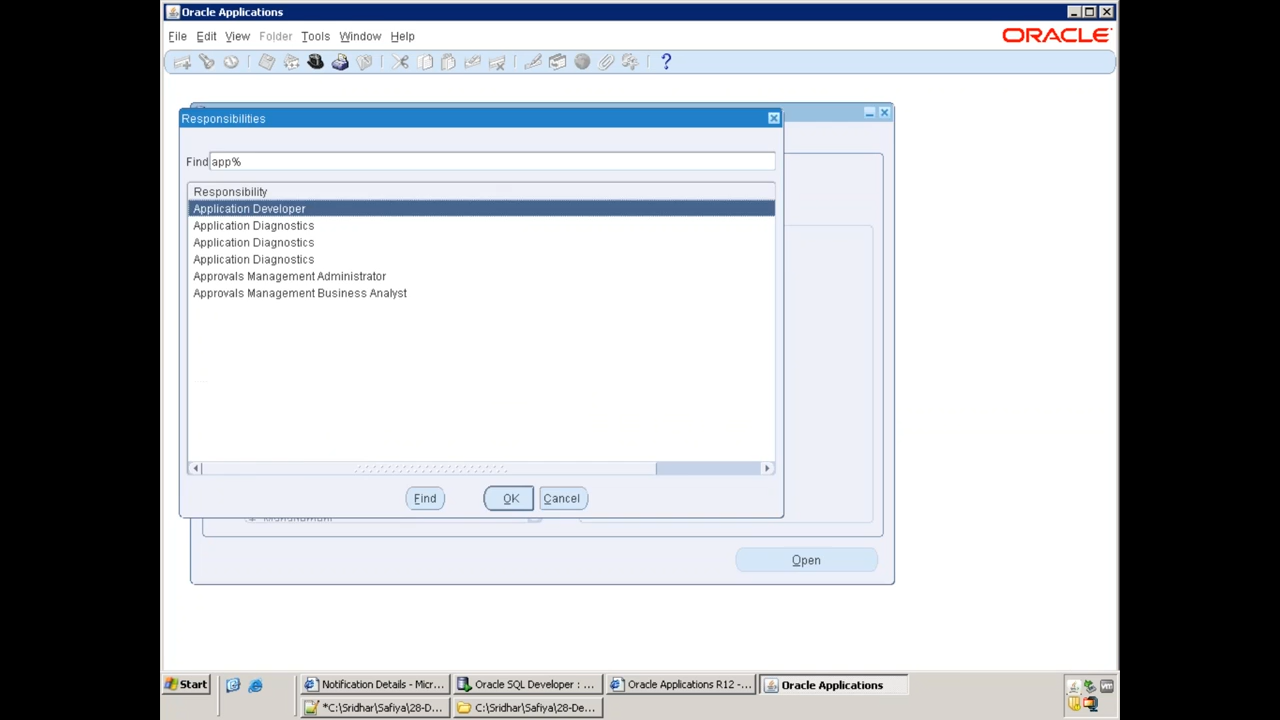 Oracle Applications
File Edit View Folder Tools Window Help
ORACLE
?
Responsibilities
Find app%
Responsibility
Application Developer
Application Diagnostics
Application Diagnostics
Application Diagnostics
Approvals Management Administrator
Approvals Management Business Analyst
Find OK Cancel
Open
Start Notification Details - Micr... Oracle SQL Developer : ... Oracle Applications R12 -... Oracle Applications
*C:\Sridhar\Safiya\28-D... C:\Sridhar\Safiya\28-De...